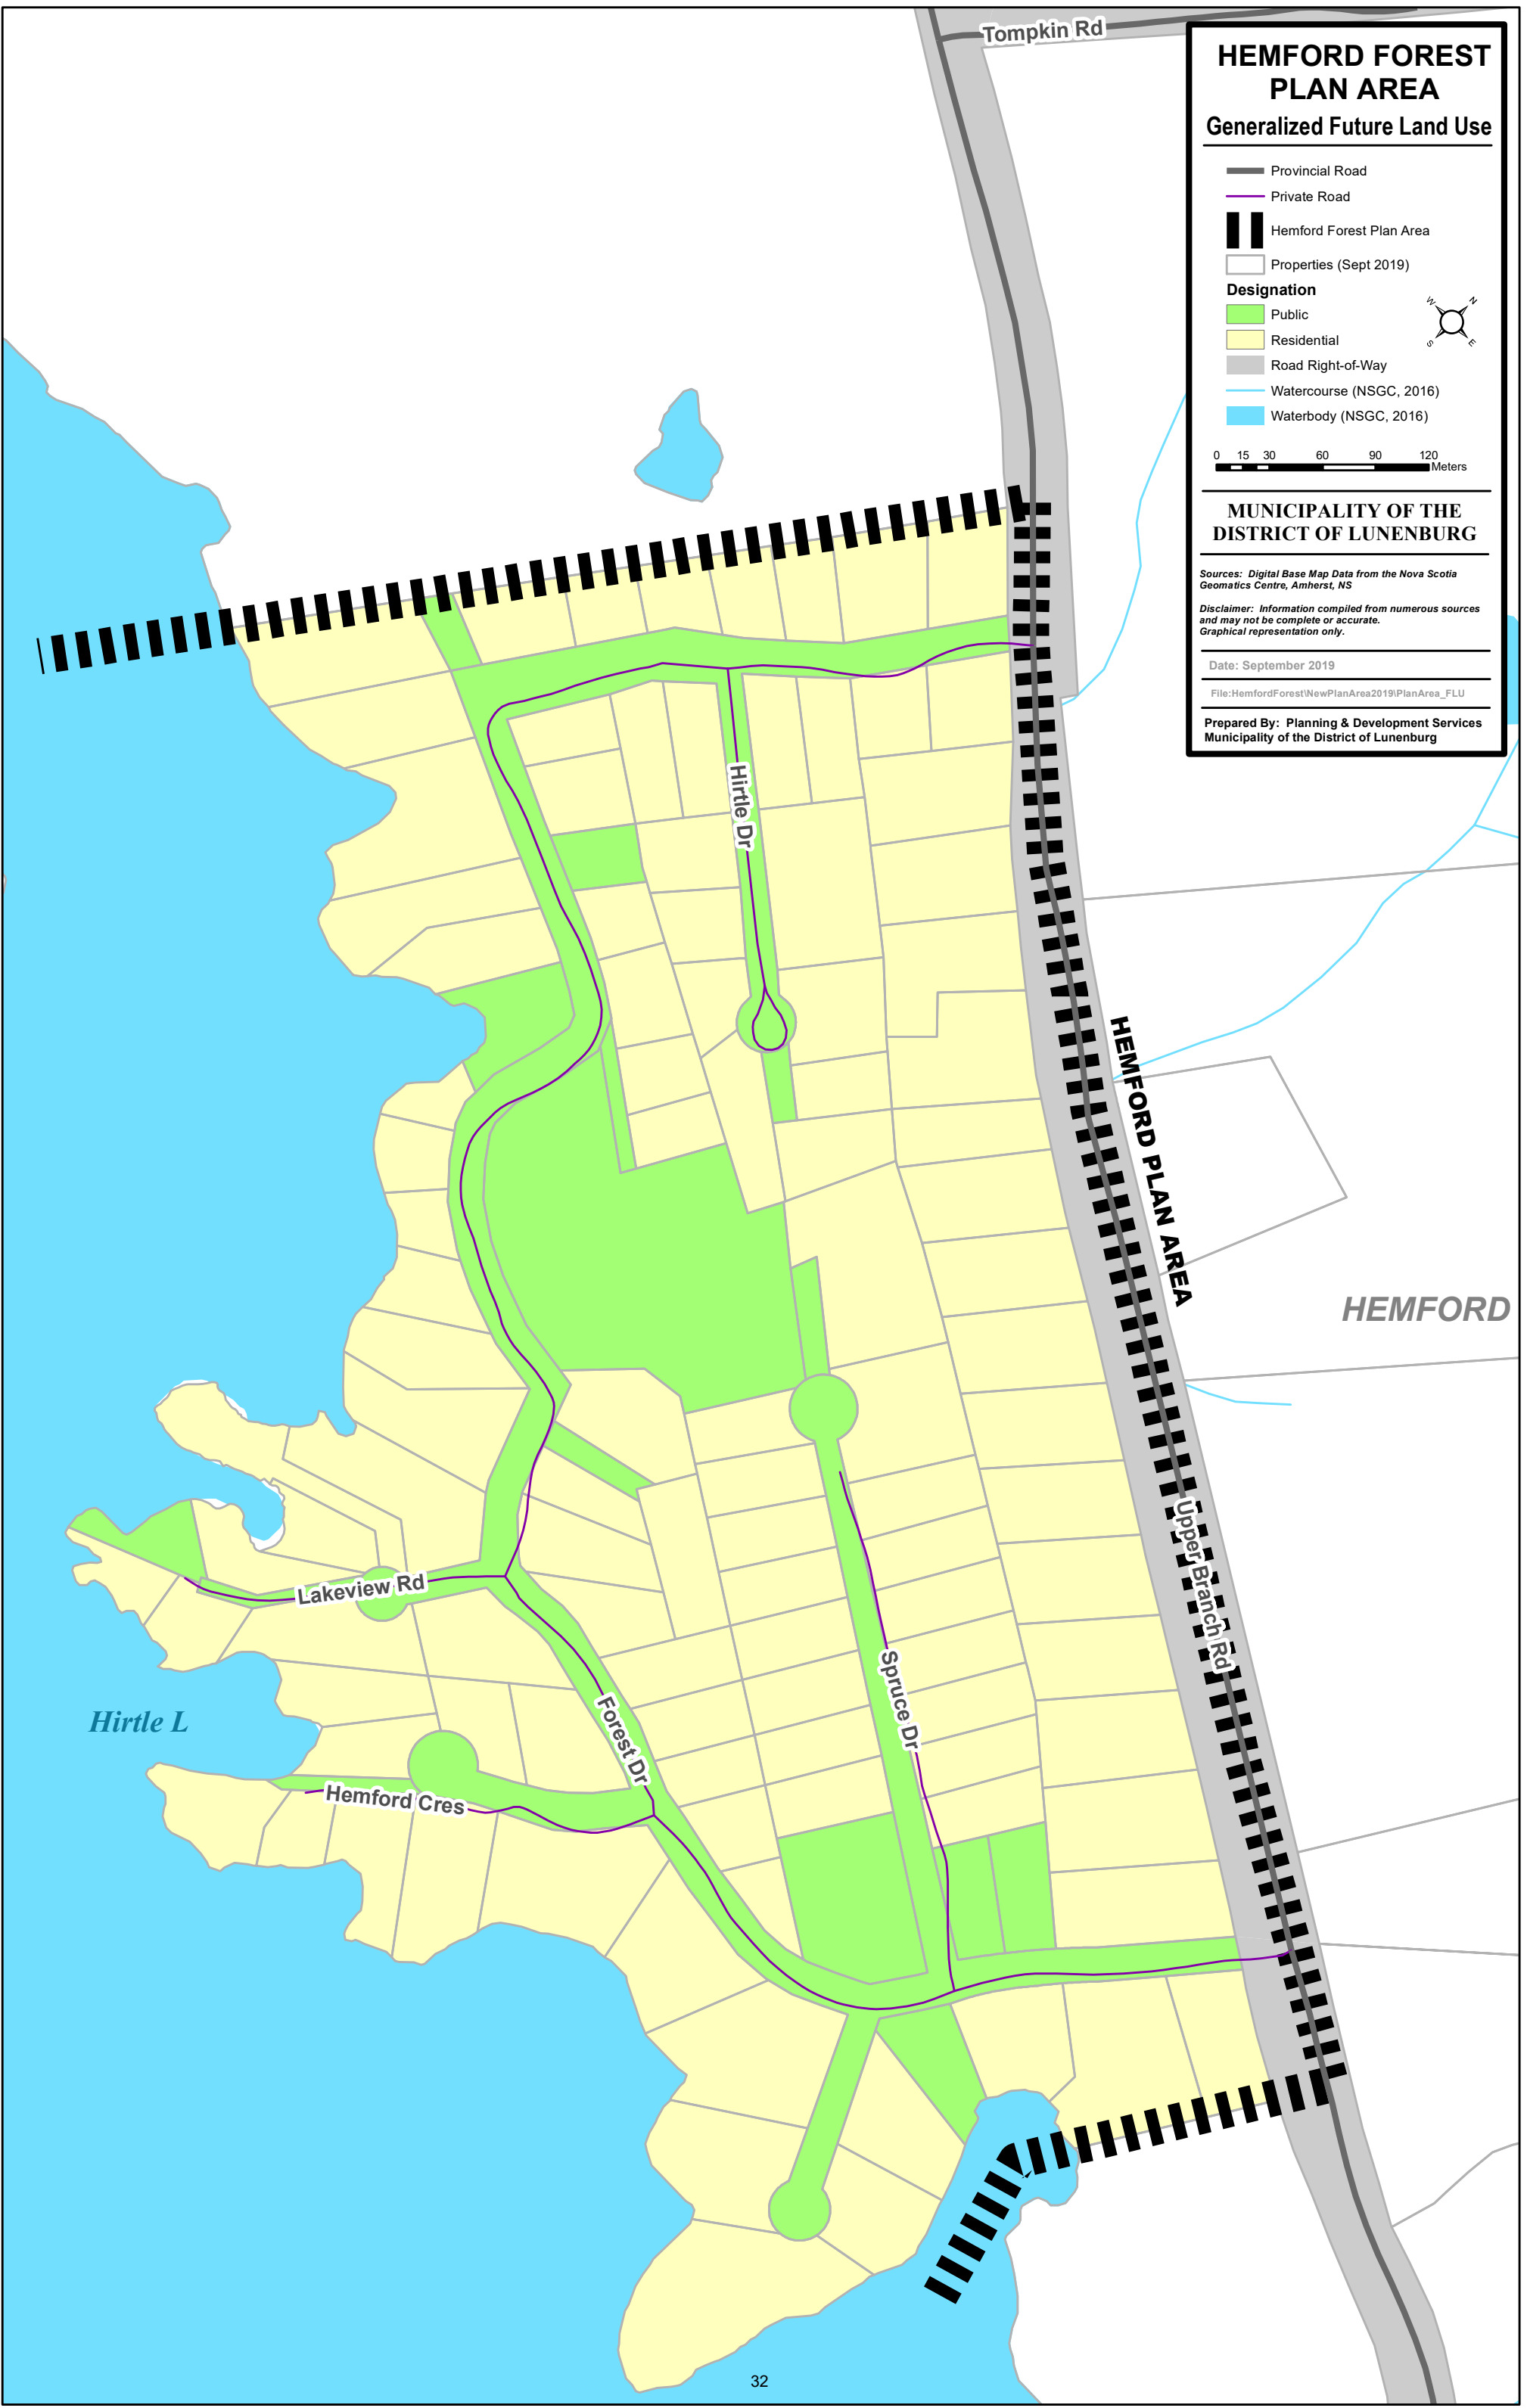 Tompkin Rd
HEMFORD FOREST
PLAN AREA
Generalized Future Land Use
Provincial Road
Private Road
Hemford Forest Plan Area
Properties (Sept 2019)
Designation
Public
Residential
Road Right-of-Way
Watercourse (NSGC, 2016)
Waterbody (NSGC, 2016)
W N
S E
0 15 30 60 90 120
Meters
MUNICIPALITY OF THE
DISTRICT OF LUNENBURG
Sources: Digital Base Map Data from the Nova Scotia
Geomatics Centre, Amherst, NS
Disclaimer: Information compiled from numerous sources
and may not be complete or accurate.
Graphical representation only.
Date: September 2019
File:HemfordForest\NewPlanArea2019\PlanArea_FLU
Prepared By: Planning & Development Services
Municipality of the District of Lunenburg
Hirtle Dr
HEMFORD PLAN AREA
HEMFORD
Upper Branch Rd
Lakeview Rd
Spruce Dr
Forest Dr
Hirtle L
Hemford Cres
32